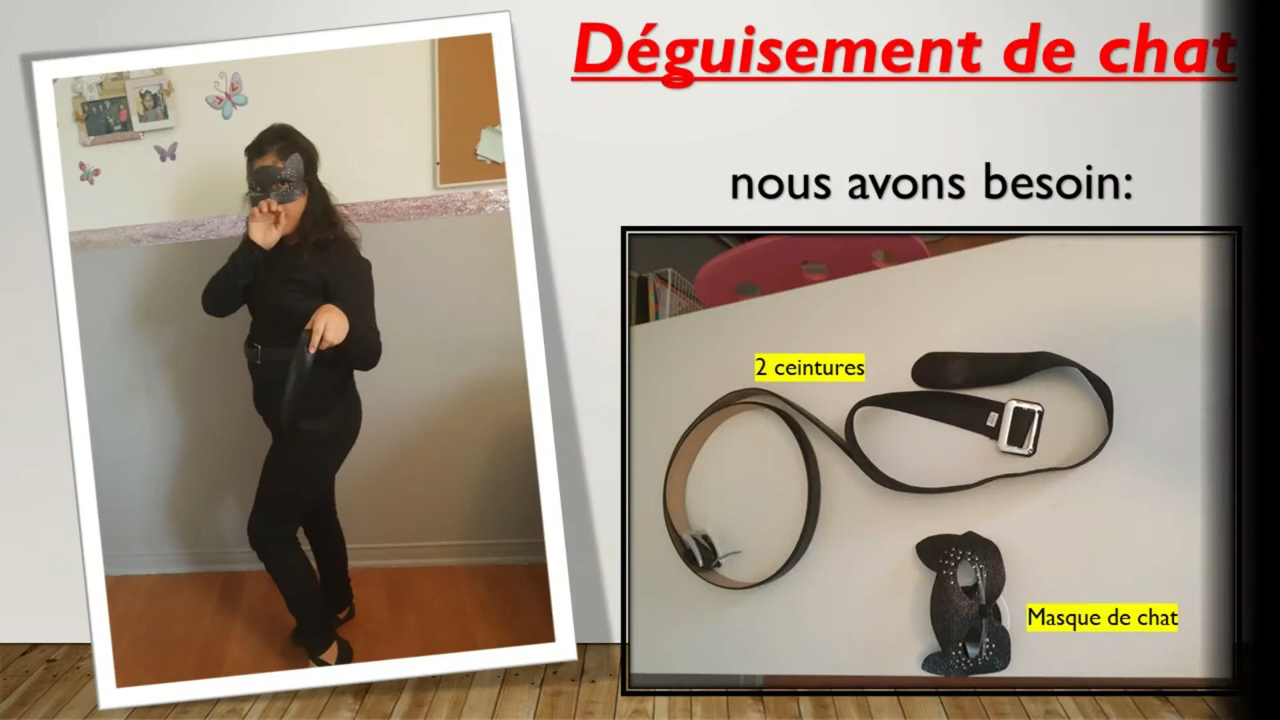 Déguisement de chat
nous avons besoin:
2 ceintures
Masque de chat